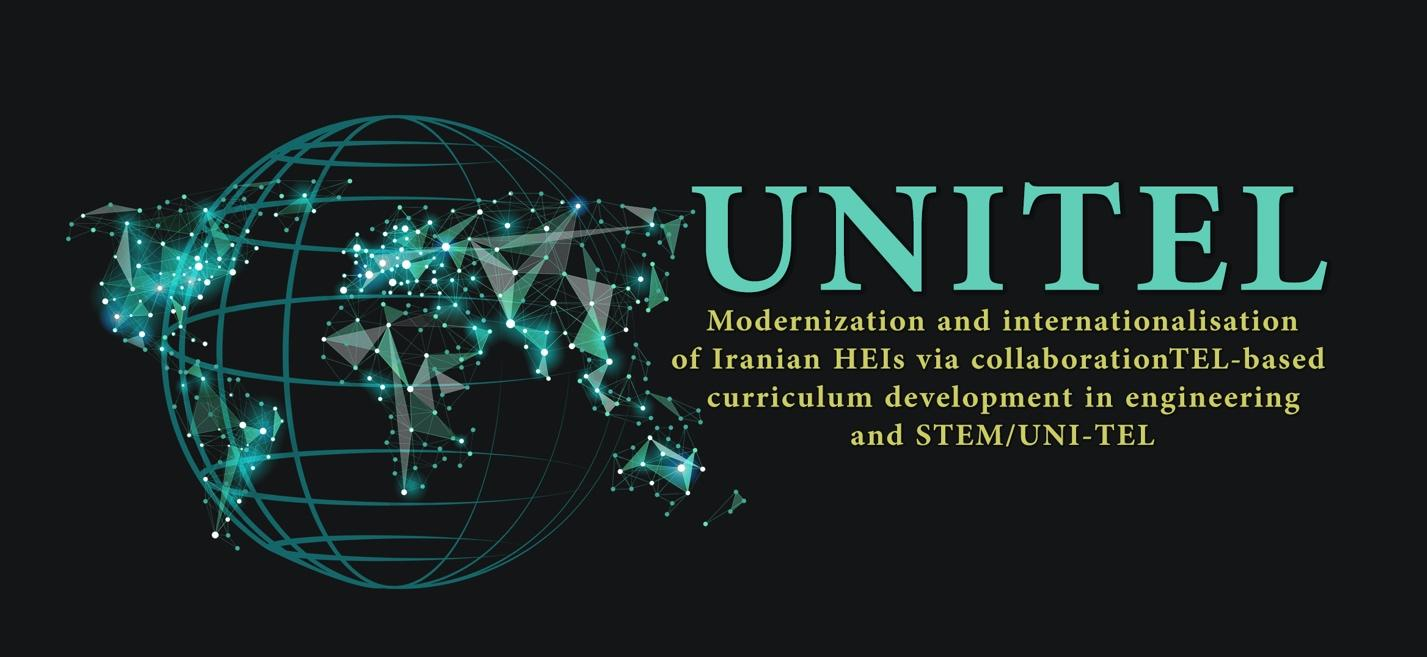 UNITEL
Modernization and internationalisation
of Iranian HEIs via collaborationTEL-based
curriculum development in engineering
and STEM/UNI-TEL